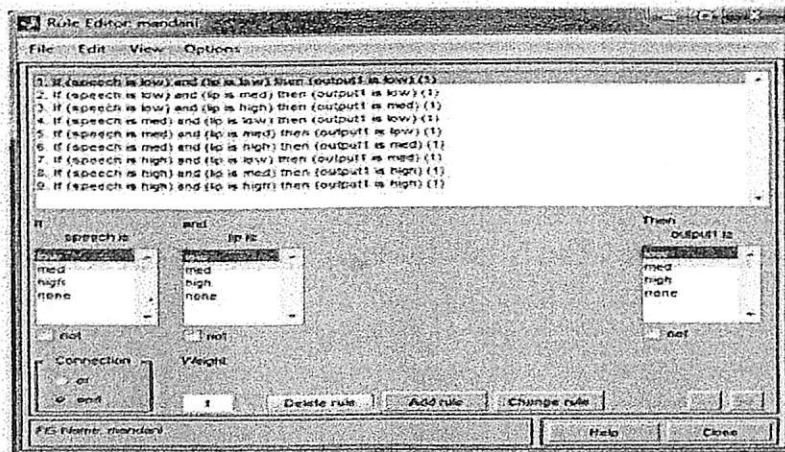 Rule Editor: mandani
File Edit View Options
1. If (speech is low) and (lip is low) then (output1 is low) (1)
2. If (speech is low) and (lip is med) then (output1 is low) (1)
3. If (speech is low) and (lip is high) then (output1 is med) (1)
4. If (speech is med) and (lip is low) then (output1 is low) (1)
5. If (speech is med) and (lip is med) then (output1 is low) (1)
6. If (speech is med) and (lip is high) then (output1 is med) (1)
7. If (speech is high) and (lip is low) then (output1 is med) (1)
8. If (speech is high) and (lip is med) then (output1 is high) (1)
9. If (speech is high) and (lip is high) then (output1 is high) (1)
If and Then
speech is lip is output1 is
low low low
med med med
high high high
none none none
not not not
Connection Weight
or
and 1 Delete rule Add rule Change rule
FIS Name: mandani Help Close